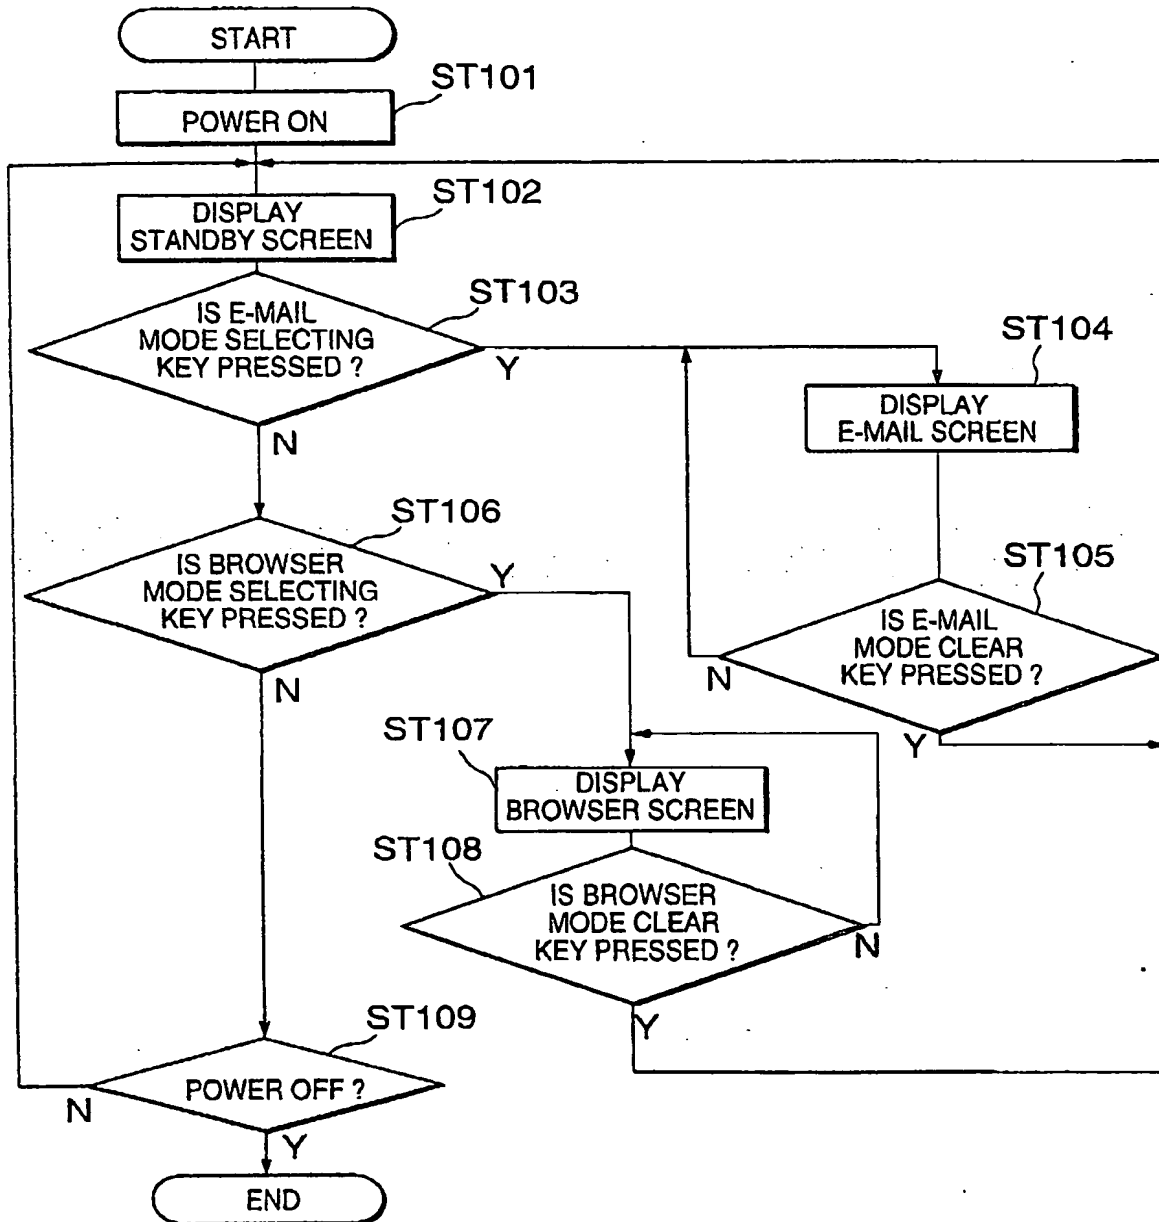 START
ST101
POWER ON
ST102
DISPLAY
STANDBY SCREEN
ST103
IS E-MAIL
MODE SELECTING
KEY PRESSED ?
Y
N
ST104
DISPLAY
E-MAIL SCREEN
ST105
IS E-MAIL
MODE CLEAR
KEY PRESSED ?
N
Y
ST106
IS BROWSER
MODE SELECTING
KEY PRESSED ?
Y
N
ST107
DISPLAY
BROWSER SCREEN
ST108
IS BROWSER
MODE CLEAR
KEY PRESSED ?
N
Y
ST109
POWER OFF ?
N
Y
END